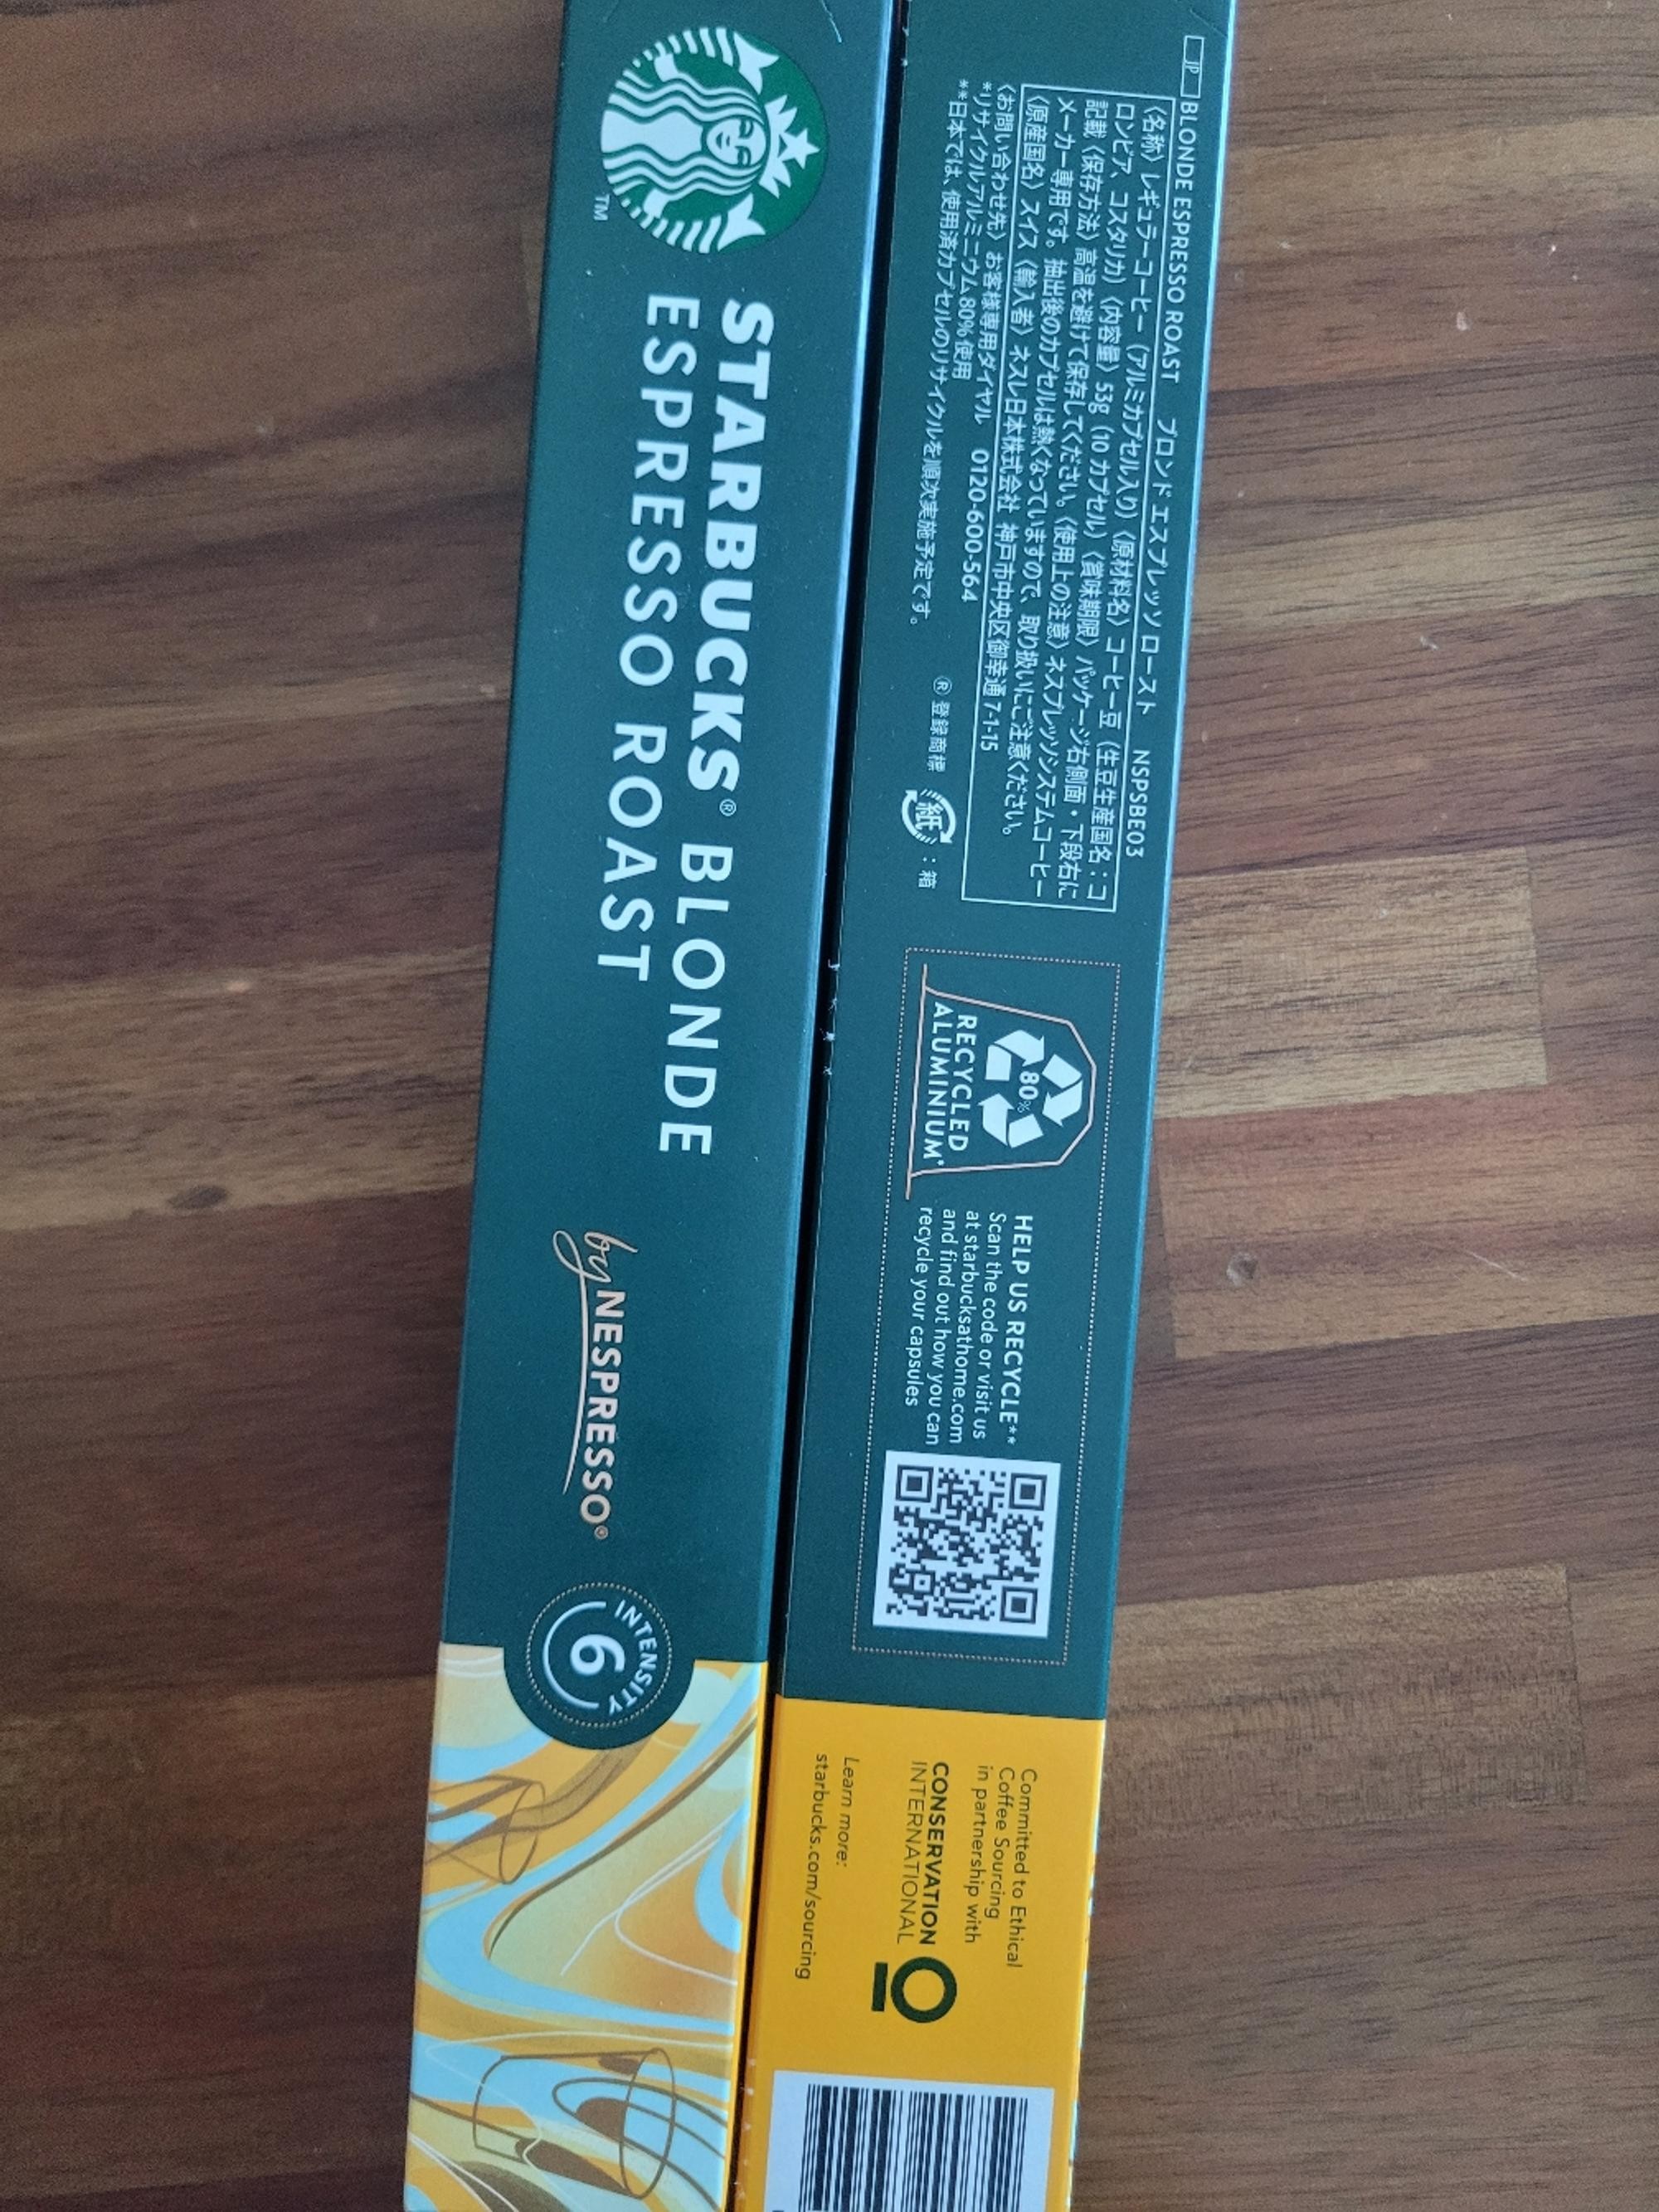 TM
STARBUCKS® BLONDE
ESPRESSO ROAST
by NESPRESSO®
INTENSITY
6
JP BLONDE ESPRESSO ROAST ブロンド エスプレッソ ロースト NSPSBE03
〈名称〉レギュラーコーヒー（アルミカプセル入り）〈原材料名〉コーヒー豆（生豆生産国名：コ
ロンビア、コスタリカ）〈内容量〉53g（10 カプセル）〈賞味期限〉パッケージ右側面・下段右に
記載〈保存方法〉高温を避けて保存してください。〈使用上の注意〉ネスプレッソシステムコーヒー
メーカー専用です。抽出後のカプセルは熱くなっていますので、取り扱いにご注意ください。
〈原産国名〉スイス〈輸入者〉ネスレ日本株式会社 神戸市中央区御幸通 7-1-15
〈お問い合わせ先〉お客様専用ダイヤル 0120-600-564
*リサイクルアルミニウム80%使用
**日本では、使用済カプセルのリサイクルを順次実施予定です。
® 登録商標
紙：箱
80%
RECYCLED
ALUMINIUM*
HELP US RECYCLE**
Scan the code or visit us
at starbucksathome.com
and find out how you can
recycle your capsules
Committed to Ethical
Coffee Sourcing
in partnership with
CONSERVATION
INTERNATIONAL
Learn more:
starbucks.com/sourcing